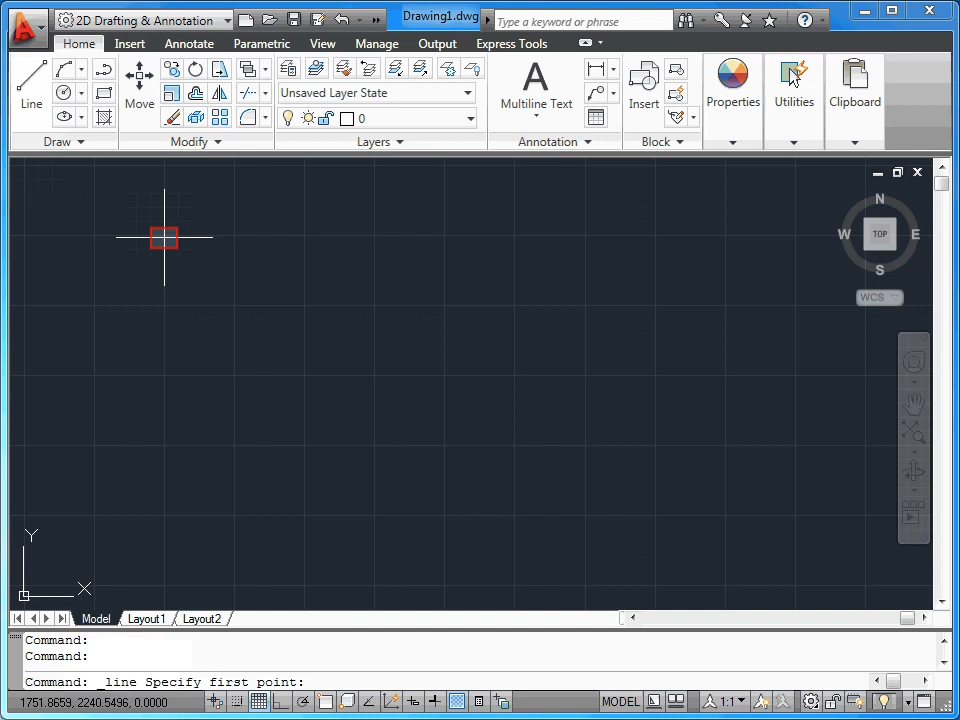 2D Drafting & Annotation Drawing1.dwg Type a keyword or phrase
Home Insert Annotate Parametric View Manage Output Express Tools
Line Move Unsaved Layer State 0 Multiline Text Insert Properties Utilities Clipboard
Draw Modify Layers Annotation Block
N
W TOP E
S
WCS
Y
X
Model Layout1 Layout2
Command:
Command:
Command: _line Specify first point:
1751.8659, 2240.5496, 0.0000 MODEL 1:1